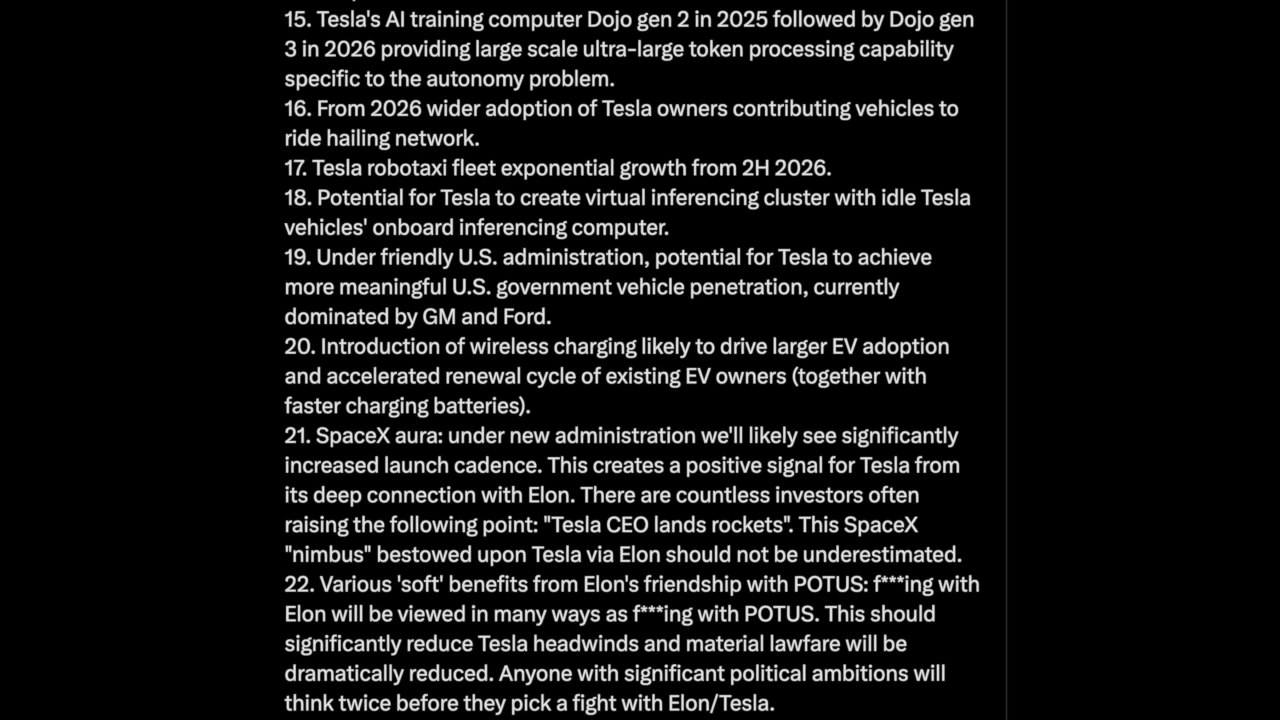 15. Tesla's AI training computer Dojo gen 2 in 2025 followed by Dojo gen
3 in 2026 providing large scale ultra-large token processing capability
specific to the autonomy problem.
16. From 2026 wider adoption of Tesla owners contributing vehicles to
ride hailing network.
17. Tesla robotaxi fleet exponential growth from 2H 2026.
18. Potential for Tesla to create virtual inferencing cluster with idle Tesla
vehicles' onboard inferencing computer.
19. Under friendly U.S. administration, potential for Tesla to achieve
more meaningful U.S. government vehicle penetration, currently
dominated by GM and Ford.
20. Introduction of wireless charging likely to drive larger EV adoption
and accelerated renewal cycle of existing EV owners (together with
faster charging batteries).
21. SpaceX aura: under new administration we'll likely see significantly
increased launch cadence. This creates a positive signal for Tesla from
its deep connection with Elon. There are countless investors often
raising the following point: "Tesla CEO lands rockets". This SpaceX
"nimbus" bestowed upon Tesla via Elon should not be underestimated.
22. Various 'soft' benefits from Elon's friendship with POTUS: f***ing with
Elon will be viewed in many ways as f***ing with POTUS. This should
significantly reduce Tesla headwinds and material lawfare will be
dramatically reduced. Anyone with significant political ambitions will
think twice before they pick a fight with Elon/Tesla.